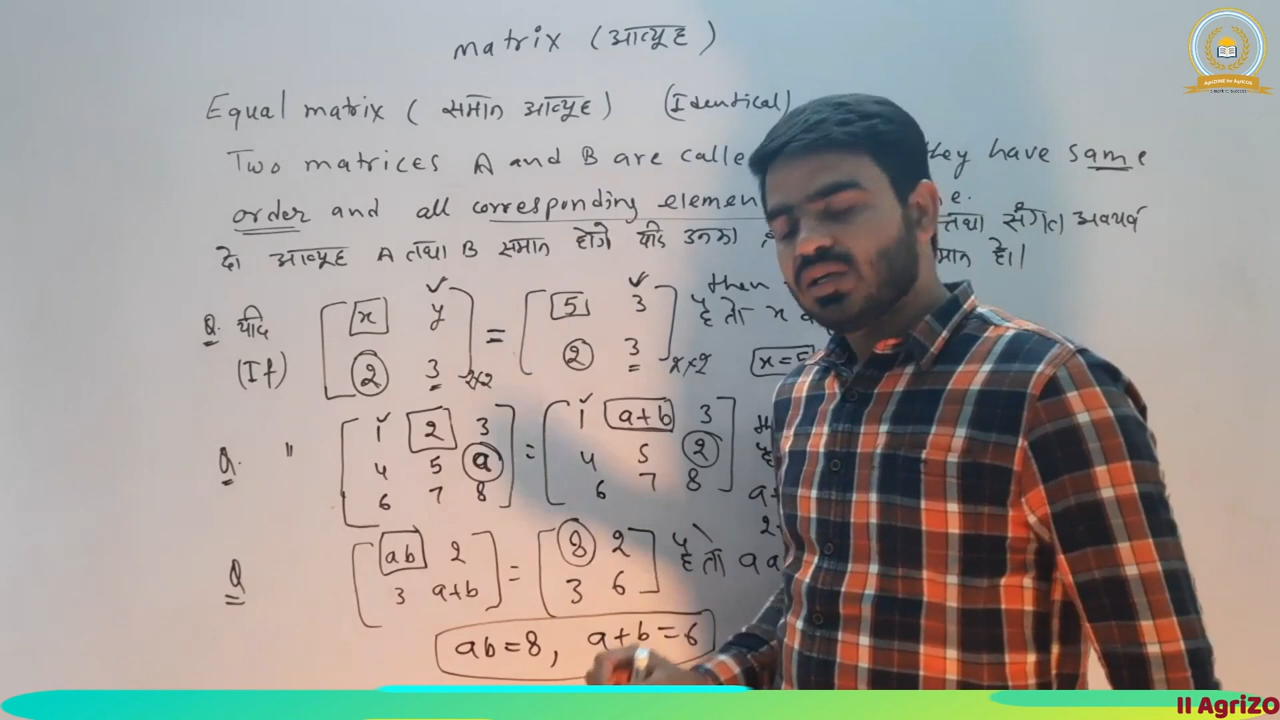 matrix (आव्यूह)
Equal matrix ( समान आव्यूह ) (Identical)
Two matrices A and B are calle they have same
order and all corresponding elemen e.
तथा संगत अवयव
दो आव्यूह A तथा B समान होंगे यदि उनका मान है।
Q. यदि [ x y = [ 5 3 ] then
है तो x
(If) 2 3 ]2×2 2 3 2×2 x=5
Q. " [ 1 2 3 ] = [ 1 a+b 3 ]
4 5 a 4 5 2
6 7 8 6 7 8 a+
2-
Q [ ab 2 ] = [ 8 2 ] है तो a a
3 a+b 3 6
ab=8, a+b=6
II AgriZO